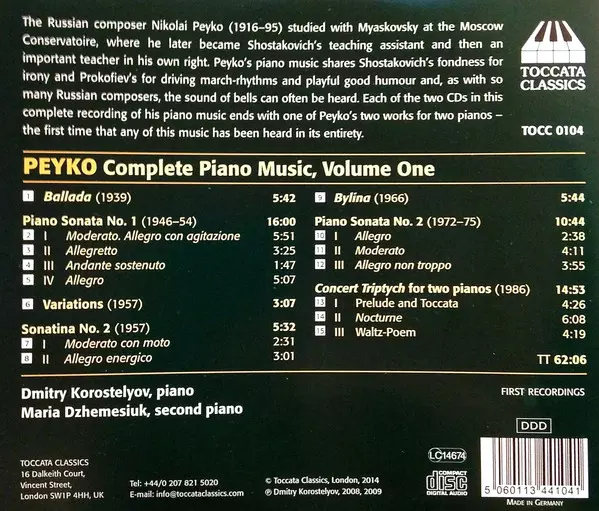 The Russian composer Nikolai Peyko (1916–95) studied with Myaskovsky at the Moscow
Conservatoire, where he later became Shostakovich's teaching assistant and then an
important teacher in his own right. Peyko's piano music shares Shostakovich's fondness for
irony and Prokofiev's for driving march-rhythms and playful good humour and, as with so
many Russian composers, the sound of bells can often be heard. Each of the two CDs in this
complete recording of his piano music ends with one of Peyko's two works for two pianos –
the first time that any of this music has been heard in its entirety.
TOCCATA
CLASSICS
TOCC 0104
PEYKO Complete Piano Music, Volume One
1 Ballada (1939) 5:42
Piano Sonata No. 1 (1946–54) 16:00
2 I Moderato. Allegro con agitazione 5:51
3 II Allegretto 3:25
4 III Andante sostenuto 1:47
5 IV Allegro 5:07
6 Variations (1957) 3:07
Sonatina No. 2 (1957) 5:32
7 I Moderato con moto 2:31
8 II Allegro energico 3:01
9 Bylina (1966) 5:44
Piano Sonata No. 2 (1972–75) 10:44
10 I Allegro 2:38
11 II Moderato 4:11
12 III Allegro non troppo 3:55
Concert Triptych for two pianos (1986) 14:53
13 I Prelude and Toccata 4:26
14 II Nocturne 6:08
15 III Waltz-Poem 4:19
TT 62:06
Dmitry Korostelyov, piano
Maria Dzhemesiuk, second piano
FIRST RECORDINGS
DDD
TOCCATA CLASSICS
16 Dalkeith Court,
Vincent Street,
London SW1P 4HH, UK
Tel: +44/0 207 821 5020
E-mail: info@toccataclassics.com
© Toccata Classics, London, 2014
℗ Dmitry Korostelyov, 2008, 2009
LC14674
COMPACT
disc
DIGITAL AUDIO
5 060113 441041
MADE IN GERMANY